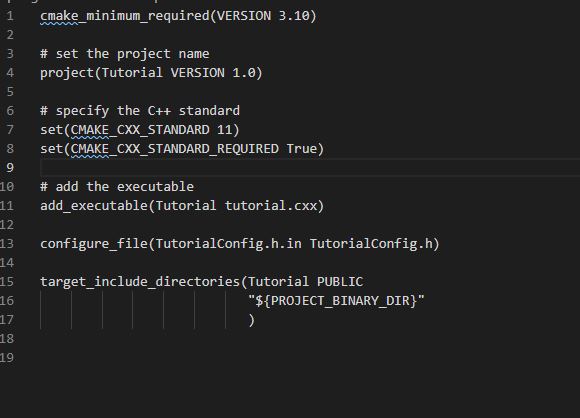 1 cmake_minimum_required(VERSION 3.10)
2
3 # set the project name
4 project(Tutorial VERSION 1.0)
5
6 # specify the C++ standard
7 set(CMAKE_CXX_STANDARD 11)
8 set(CMAKE_CXX_STANDARD_REQUIRED True)
9
10 # add the executable
11 add_executable(Tutorial tutorial.cxx)
12
13 configure_file(TutorialConfig.h.in TutorialConfig.h)
14
15 target_include_directories(Tutorial PUBLIC
16                            "${PROJECT_BINARY_DIR}"
17                            )
18
19